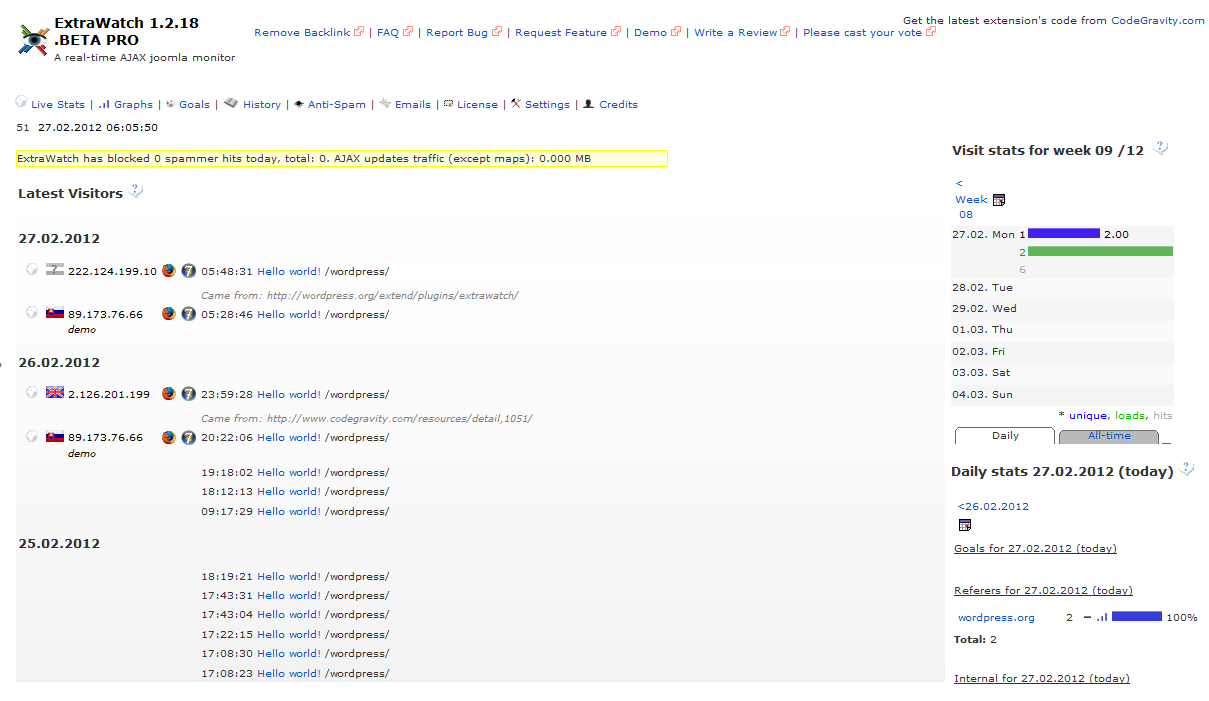 ExtraWatch 1.2.18
.BETA PRO
A real-time AJAX joomla monitor
Remove Backlink | FAQ | Report Bug | Request Feature | Demo | Write a Review | Please cast your vote
Get the latest extension's code from CodeGravity.com
Live Stats | Graphs | Goals | History | Anti-Spam | Emails | License | Settings | Credits
51 27.02.2012 06:05:50
ExtraWatch has blocked 0 spammer hits today, total: 0. AJAX updates traffic (except maps): 0.000 MB
Latest Visitors
27.02.2012
222.124.199.10 05:48:31 Hello world! /wordpress/
Came from: http://wordpress.org/extend/plugins/extrawatch/
89.173.76.66 05:28:46 Hello world! /wordpress/
demo
26.02.2012
2.126.201.199 23:59:28 Hello world! /wordpress/
Came from: http://www.codegravity.com/resources/detail,1051/
89.173.76.66 20:22:06 Hello world! /wordpress/
demo
19:18:02 Hello world! /wordpress/
18:12:13 Hello world! /wordpress/
09:17:29 Hello world! /wordpress/
25.02.2012
18:19:21 Hello world! /wordpress/
17:43:31 Hello world! /wordpress/
17:43:04 Hello world! /wordpress/
17:22:15 Hello world! /wordpress/
17:08:30 Hello world! /wordpress/
17:08:23 Hello world! /wordpress/
Visit stats for week 09 /12
<
Week
08
27.02. Mon 1 2.00
2
6
28.02. Tue
29.02. Wed
01.03. Thu
02.03. Fri
03.03. Sat
04.03. Sun
* unique, loads, hits
Daily All-time
Daily stats 27.02.2012 (today)
<26.02.2012
Goals for 27.02.2012 (today)
Referers for 27.02.2012 (today)
wordpress.org 2 100%
Total: 2
Internal for 27.02.2012 (today)